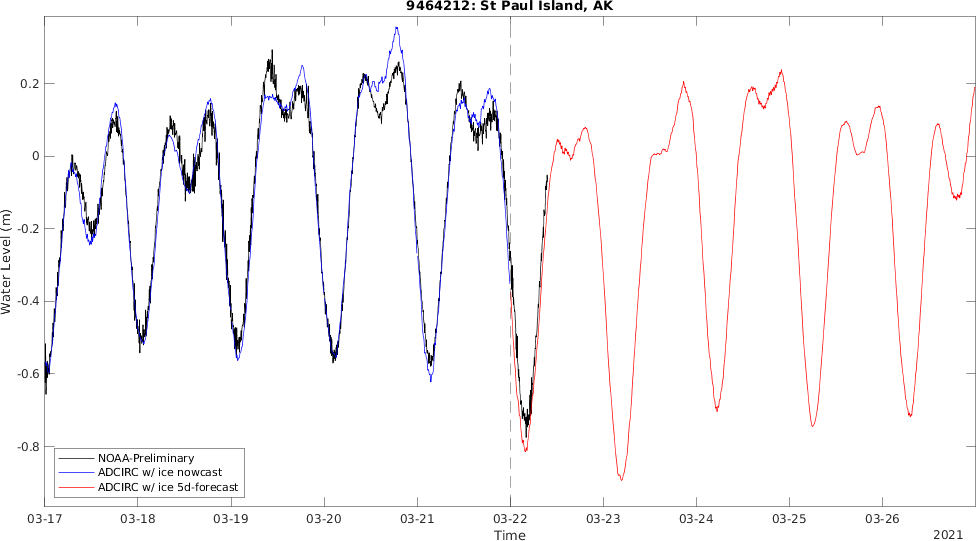 9464212: St Paul Island, AK
Water Level (m)
0.2
0
-0.2
-0.4
-0.6
-0.8
NOAA-Preliminary
ADCIRC w/ ice nowcast
ADCIRC w/ ice 5d-forecast
03-17 03-18 03-19 03-20 03-21 03-22 03-23 03-24 03-25 03-26
Time
2021